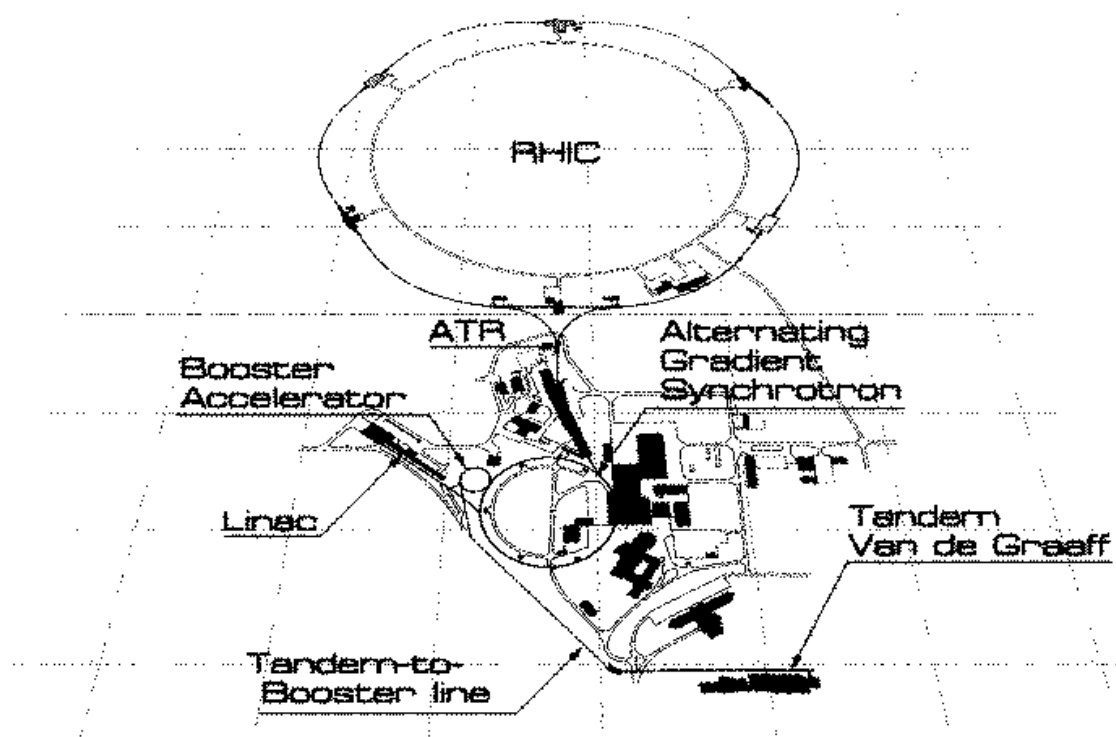 RHIC
ATR
Alternating
Gradient
Synchrotron
Booster
Accelerator
Linac
Tandem
Van de Graaff
Tandem-to-
Booster line